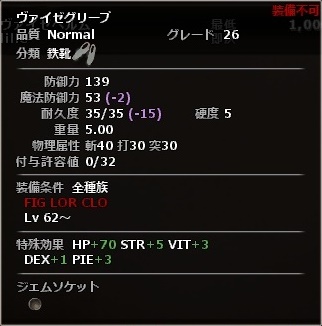 装備不可
ヴァイゼグリーブ
品質 Normal グレード 26
分類 鉄靴
防御力 139
魔法防御力 53 (-2)
耐久度 35/35 (-15) 硬度 5
重量 5.00
物理属性 斬40 打30 突30
付与許容値 0/32
装備条件 全種族
FIG LOR CLO
Lv 62～
特殊効果 HP+70 STR+5 VIT+3
DEX+1 PIE+3
ジェムソケット